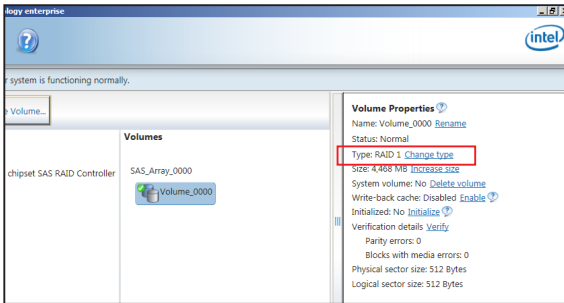 ology enterprise
intel
r system is functioning normally.
e Volume...
chipset SAS RAID Controller
Volumes
SAS_Array_0000
Volume_0000
Volume Properties
Name: Volume_0000 Rename
Status: Normal
Type: RAID 1 Change type
Size: 4,468 MB Increase size
System volume: No Delete volume
Write-back cache: Disabled Enable
Initialized: No Initialize
Verification details Verify
Parity errors: 0
Blocks with media errors: 0
Physical sector size: 512 Bytes
Logical sector size: 512 Bytes